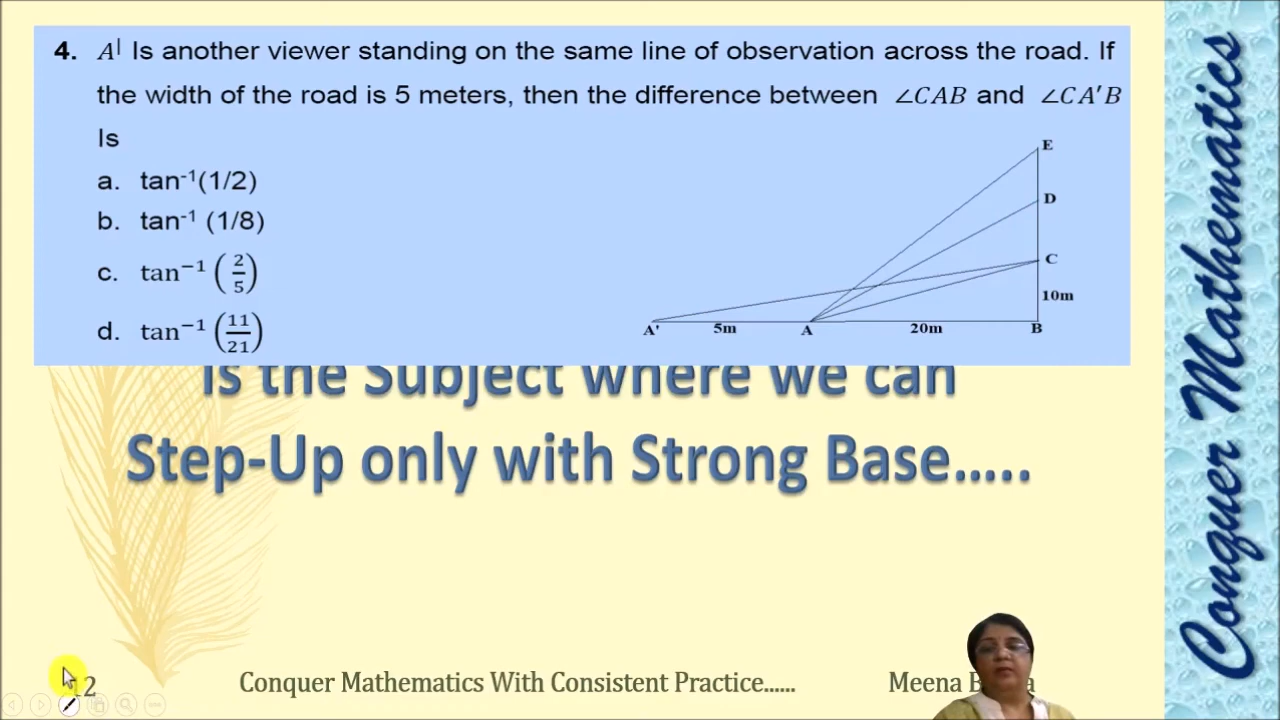 4. A| Is another viewer standing on the same line of observation across the road. If
the width of the road is 5 meters, then the difference between ∠CAB and ∠CA′B
Is
a. tan⁻¹(1/2)
b. tan⁻¹ (1/8)
c. tan⁻¹ (2/5)
d. tan⁻¹ (11/21)
E
D
C
10m
A' 5m A 20m B
is the Subject where we can
Step-Up only with Strong Base…..
Conquer Mathematics
2
Conquer Mathematics With Consistent Practice......
Meena